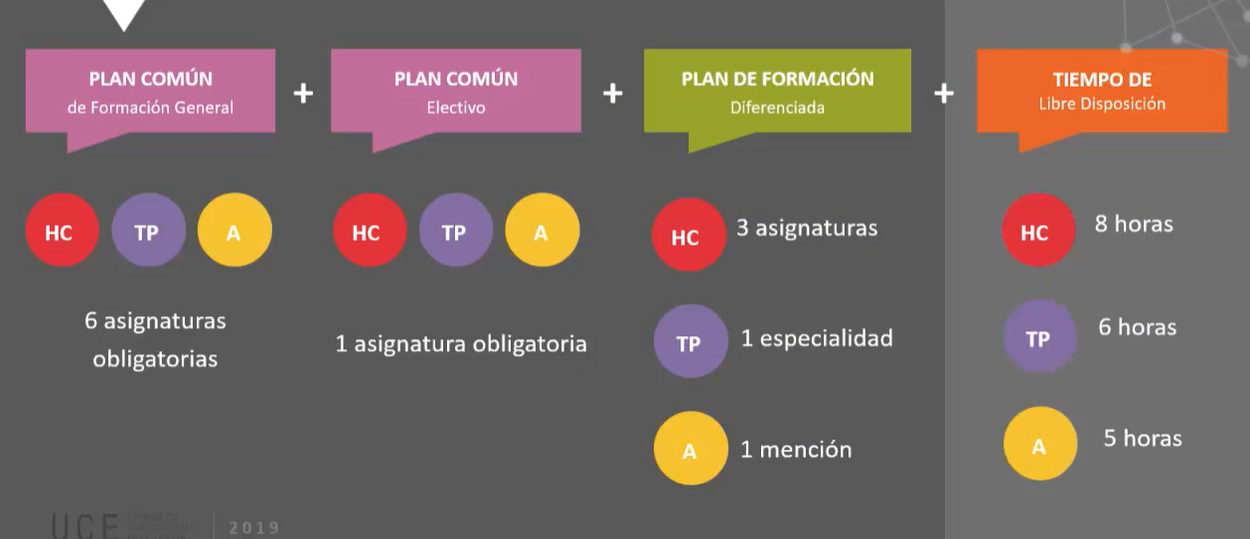 PLAN COMÚN
de Formación General
+
PLAN COMÚN
Electivo
+
PLAN DE FORMACIÓN
Diferenciada
+
TIEMPO DE
Libre Disposición
HC TP A
6 asignaturas
obligatorias
HC TP A
1 asignatura obligatoria
HC 3 asignaturas
TP 1 especialidad
A 1 mención
HC 8 horas
TP 6 horas
A 5 horas
UCE
2019